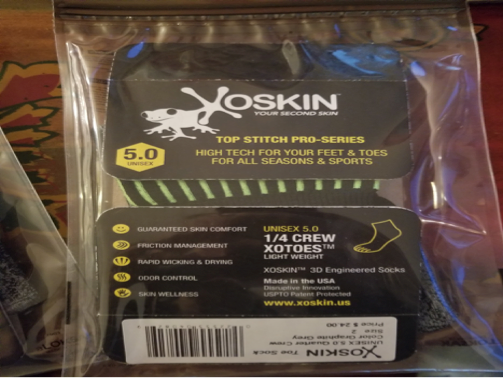 XOSKIN™
YOUR SECOND SKIN™
TOP STITCH PRO-SERIES
5.0
UNISEX
HIGH TECH FOR YOUR FEET & TOES
FOR ALL SEASONS & SPORTS
GUARANTEED SKIN COMFORT
FRICTION MANAGEMENT
RAPID WICKING & DRYING
ODOR CONTROL
SKIN WELLNESS
UNISEX 5.0
1/4 CREW
XOTOES™
LIGHT WEIGHT
XOSKIN™ 3D Engineered Socks
Made in the USA
Disruptive Innovation
USPTO Patent Protected
www.xoskin.us
XOSKIN Toe Sock
UNISEX 5.0 Quarter Crew
Color Graphite Grey
Size 2
Price $ 24.00